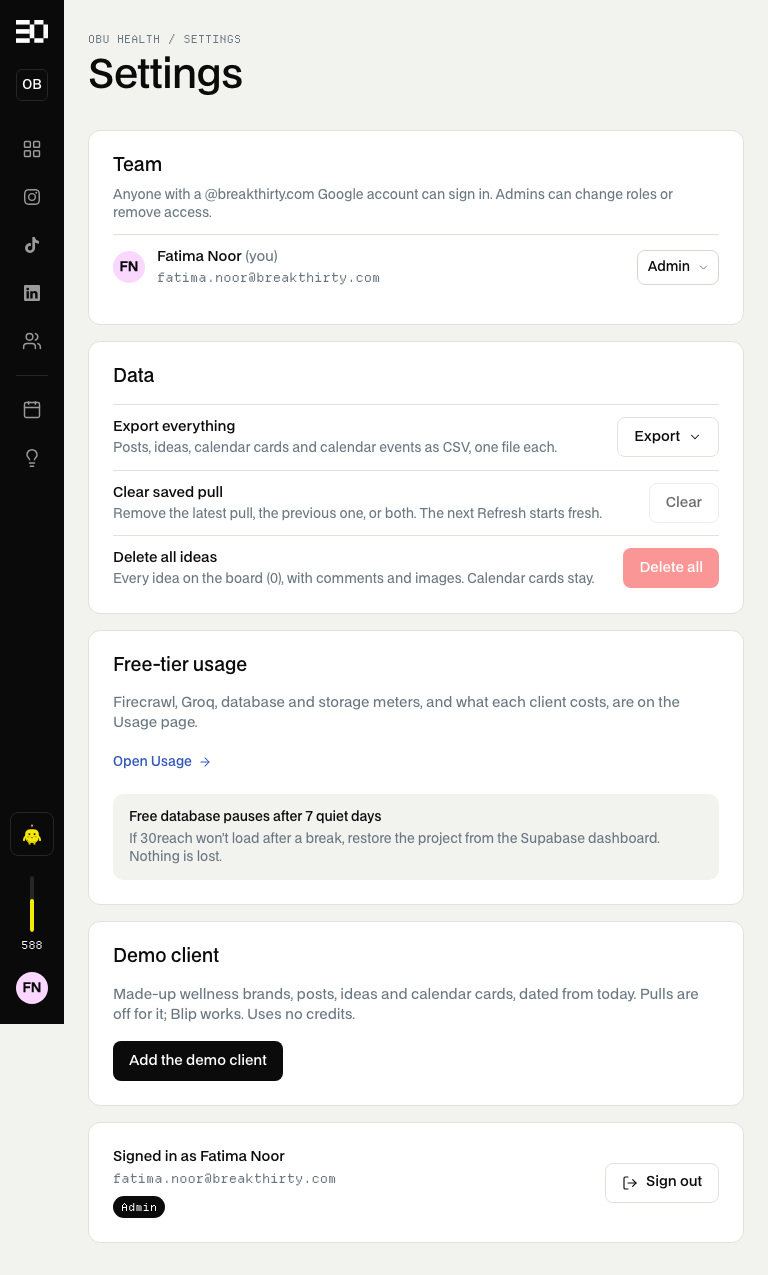 30
OB
588
FN
OBU HEALTH / SETTINGS
Settings
Team
Anyone with a @breakthirty.com Google account can sign in. Admins can change roles or
remove access.
FN
Fatima Noor (you)
fatima.noor@breakthirty.com
Admin
Data
Export everything
Posts, ideas, calendar cards and calendar events as CSV, one file each.
Export
Clear saved pull
Remove the latest pull, the previous one, or both. The next Refresh starts fresh.
Clear
Delete all ideas
Every idea on the board (0), with comments and images. Calendar cards stay.
Delete all
Free-tier usage
Firecrawl, Groq, database and storage meters, and what each client costs, are on the
Usage page.
Open Usage →
Free database pauses after 7 quiet days
If 30reach won't load after a break, restore the project from the Supabase dashboard.
Nothing is lost.
Demo client
Made-up wellness brands, posts, ideas and calendar cards, dated from today. Pulls are
off for it; Blip works. Uses no credits.
Add the demo client
Signed in as Fatima Noor
fatima.noor@breakthirty.com
Admin
Sign out